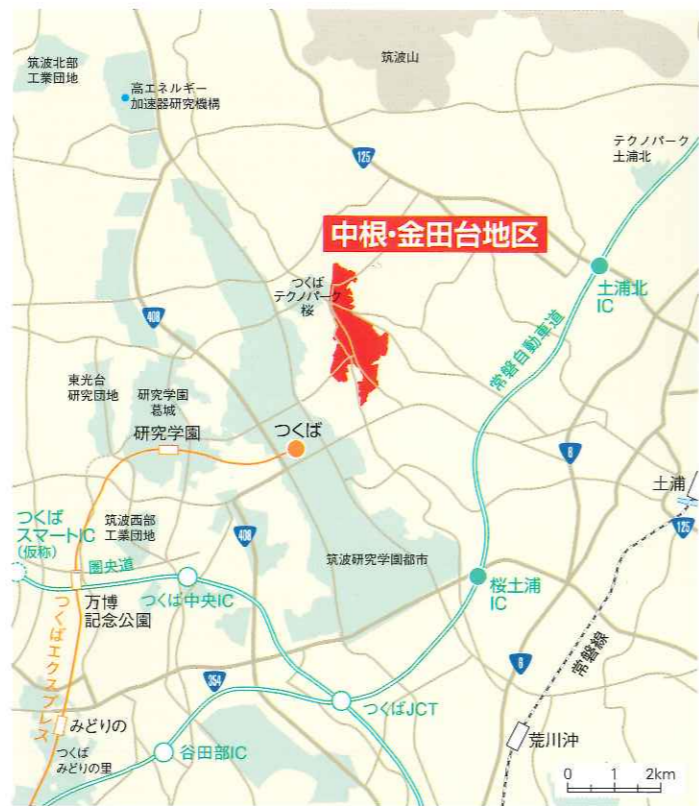 筑波北部
工業団地
高エネルギー
加速器研究機構
筑波山
125
テクノパーク
土浦北
中根・金田台地区
つくば
テクノパーク
桜
土浦北
IC
408
常磐自動車道
東光台
研究団地
研究学園
葛城
研究学園
つくば
6
土浦
125
つくば
スマートIC
(仮称)
筑波西部
工業団地
408
圏央道
筑波研究学園都市
つくば中央IC
桜土浦
IC
万博
記念公園
つくばエクスプレス
常磐線
6
354
つくばJCT
みどりの
荒川沖
つくば
みどりの里
谷田部IC
0 1 2km